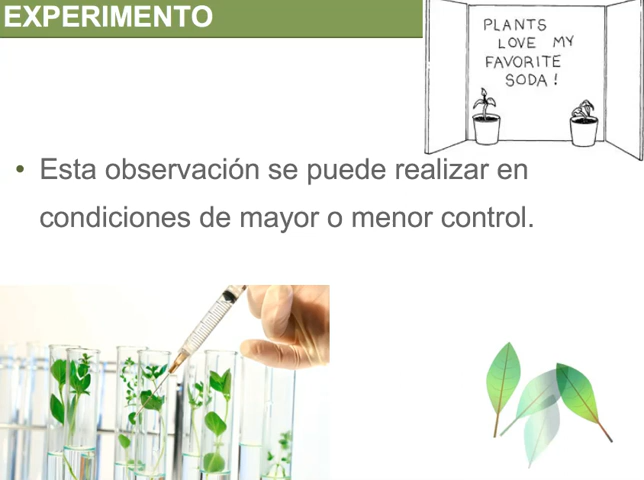 EXPERIMENTO
PLANTS
LOVE MY
FAVORITE
SODA!
• Esta observación se puede realizar en
condiciones de mayor o menor control.